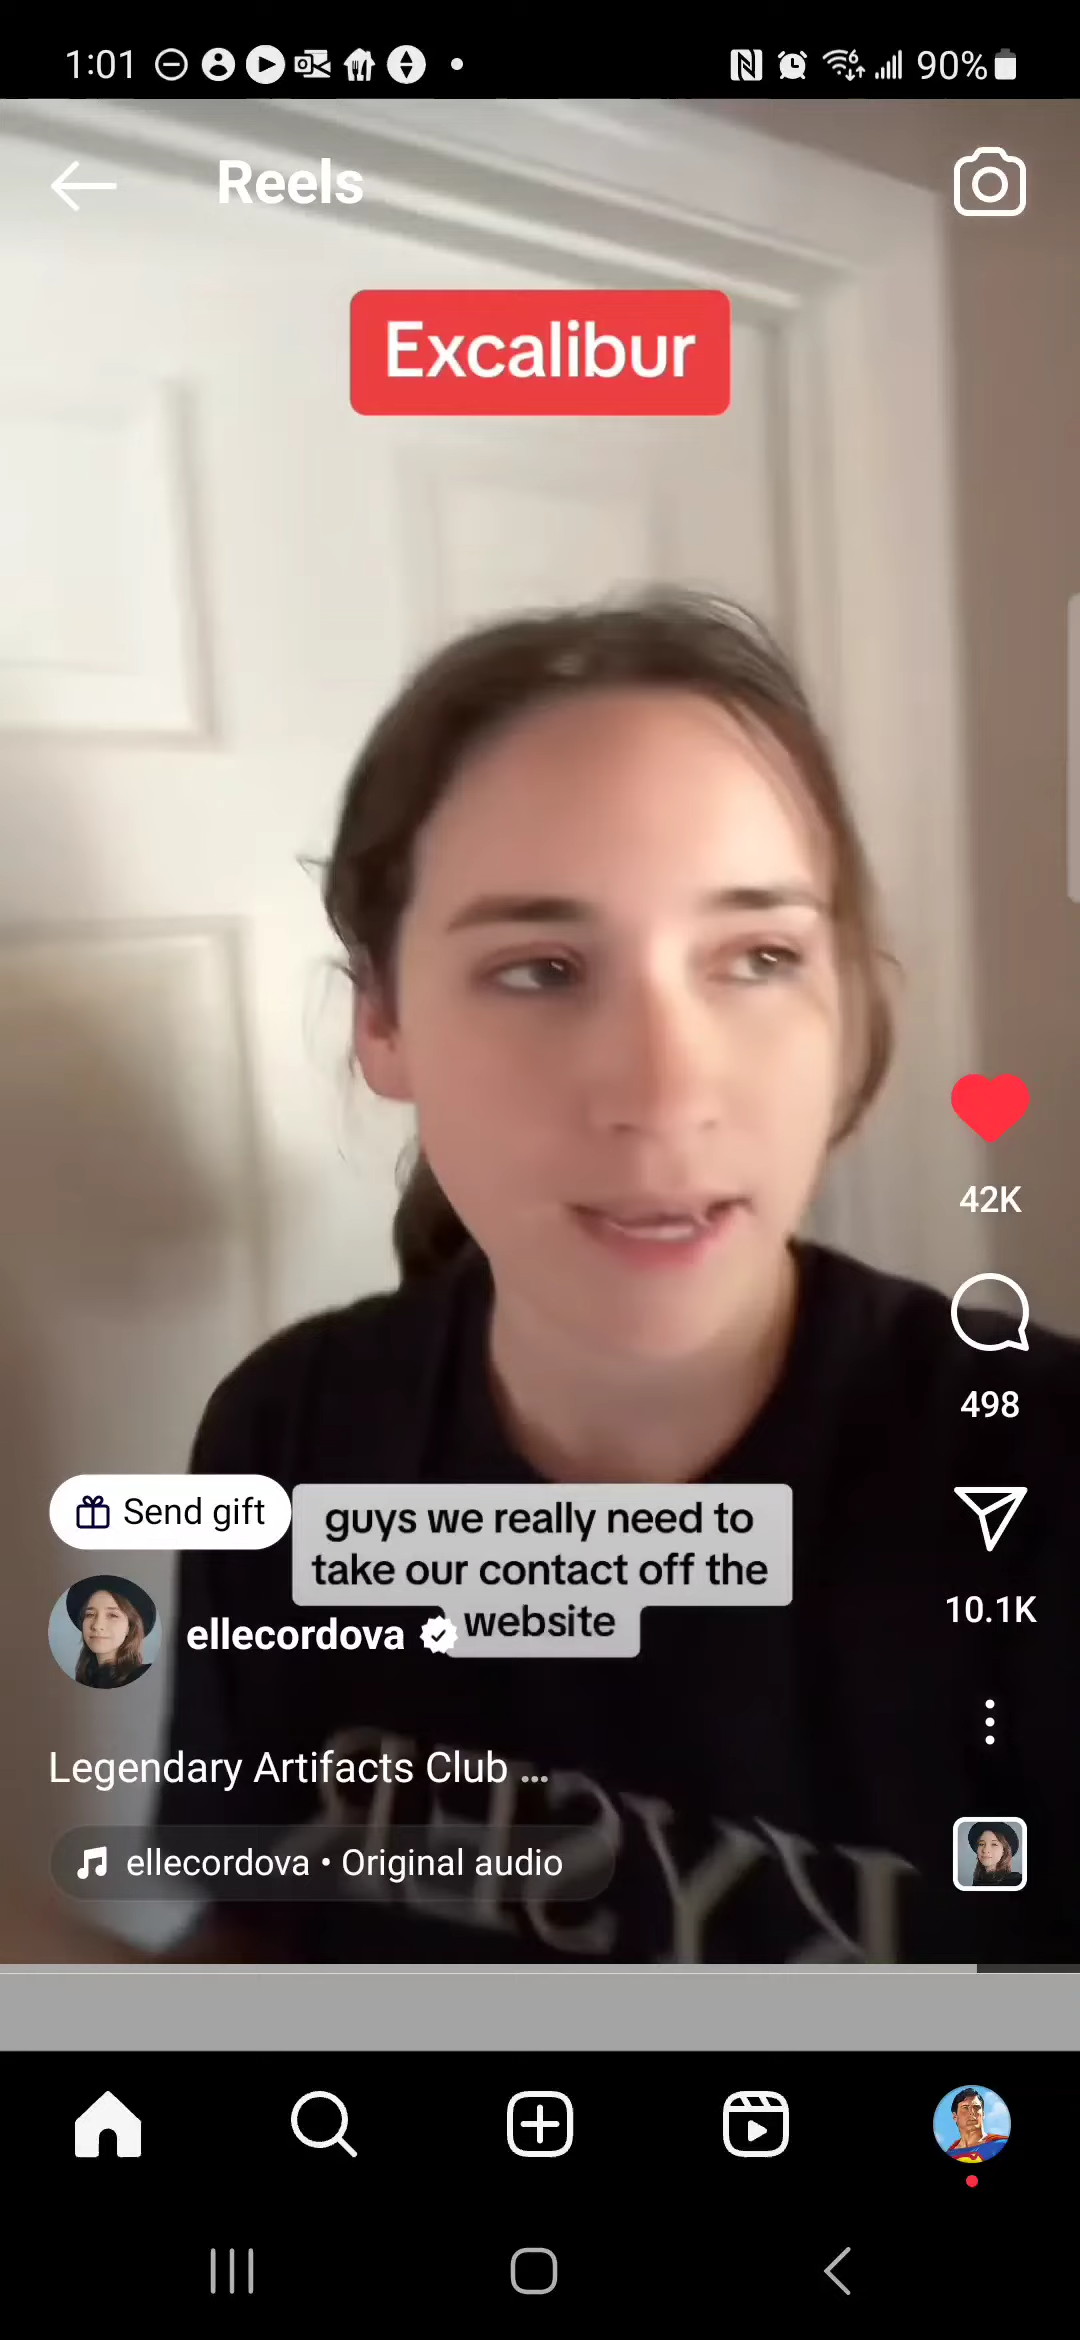 1:01
90%
Reels
Excalibur
42K
498
Send gift
guys we really need to
take our contact off the
website
ellecordova
10.1K
Legendary Artifacts Club ...
ellecordova • Original audio